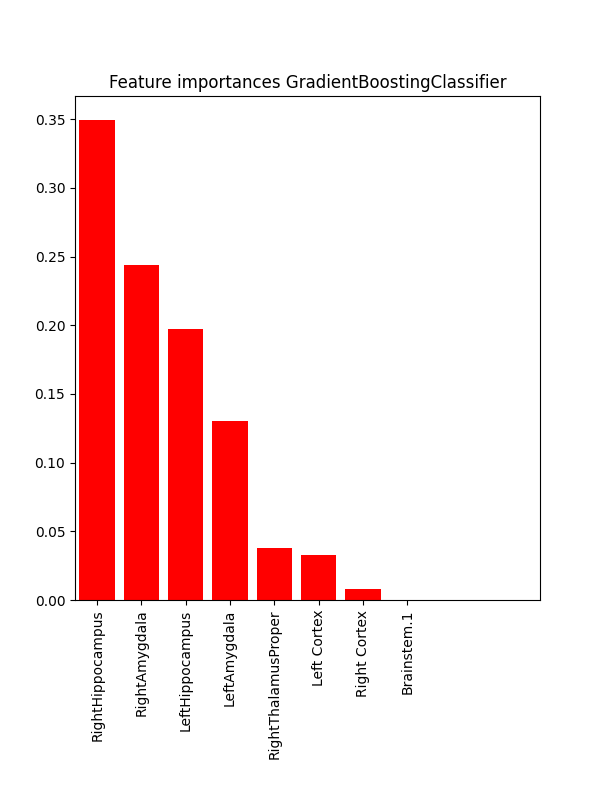 Feature importances GradientBoostingClassifier
0.35
0.30
0.25
0.20
0.15
0.10
0.05
0.00
RightHippocampus
RightAmygdala
LeftHippocampus
LeftAmygdala
RightThalamusProper
Left Cortex
Right Cortex
Brainstem.1